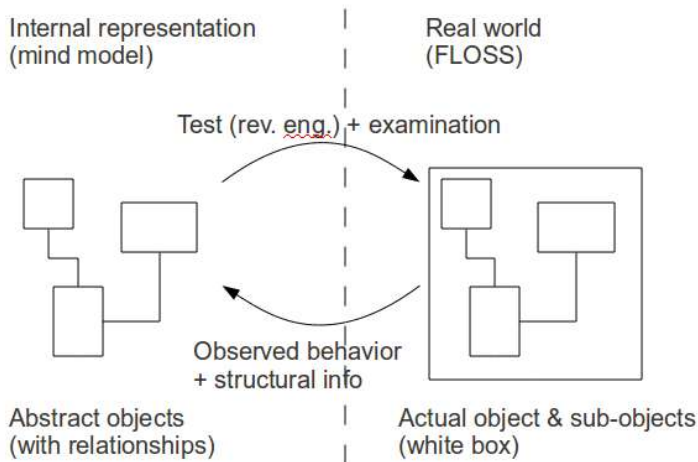 Internal representation
(mind model)
Real world
(FLOSS)
Test (rev. eng.) + examination
Observed behavior
+ structural info
Abstract objects
(with relationships)
Actual object & sub-objects
(white box)